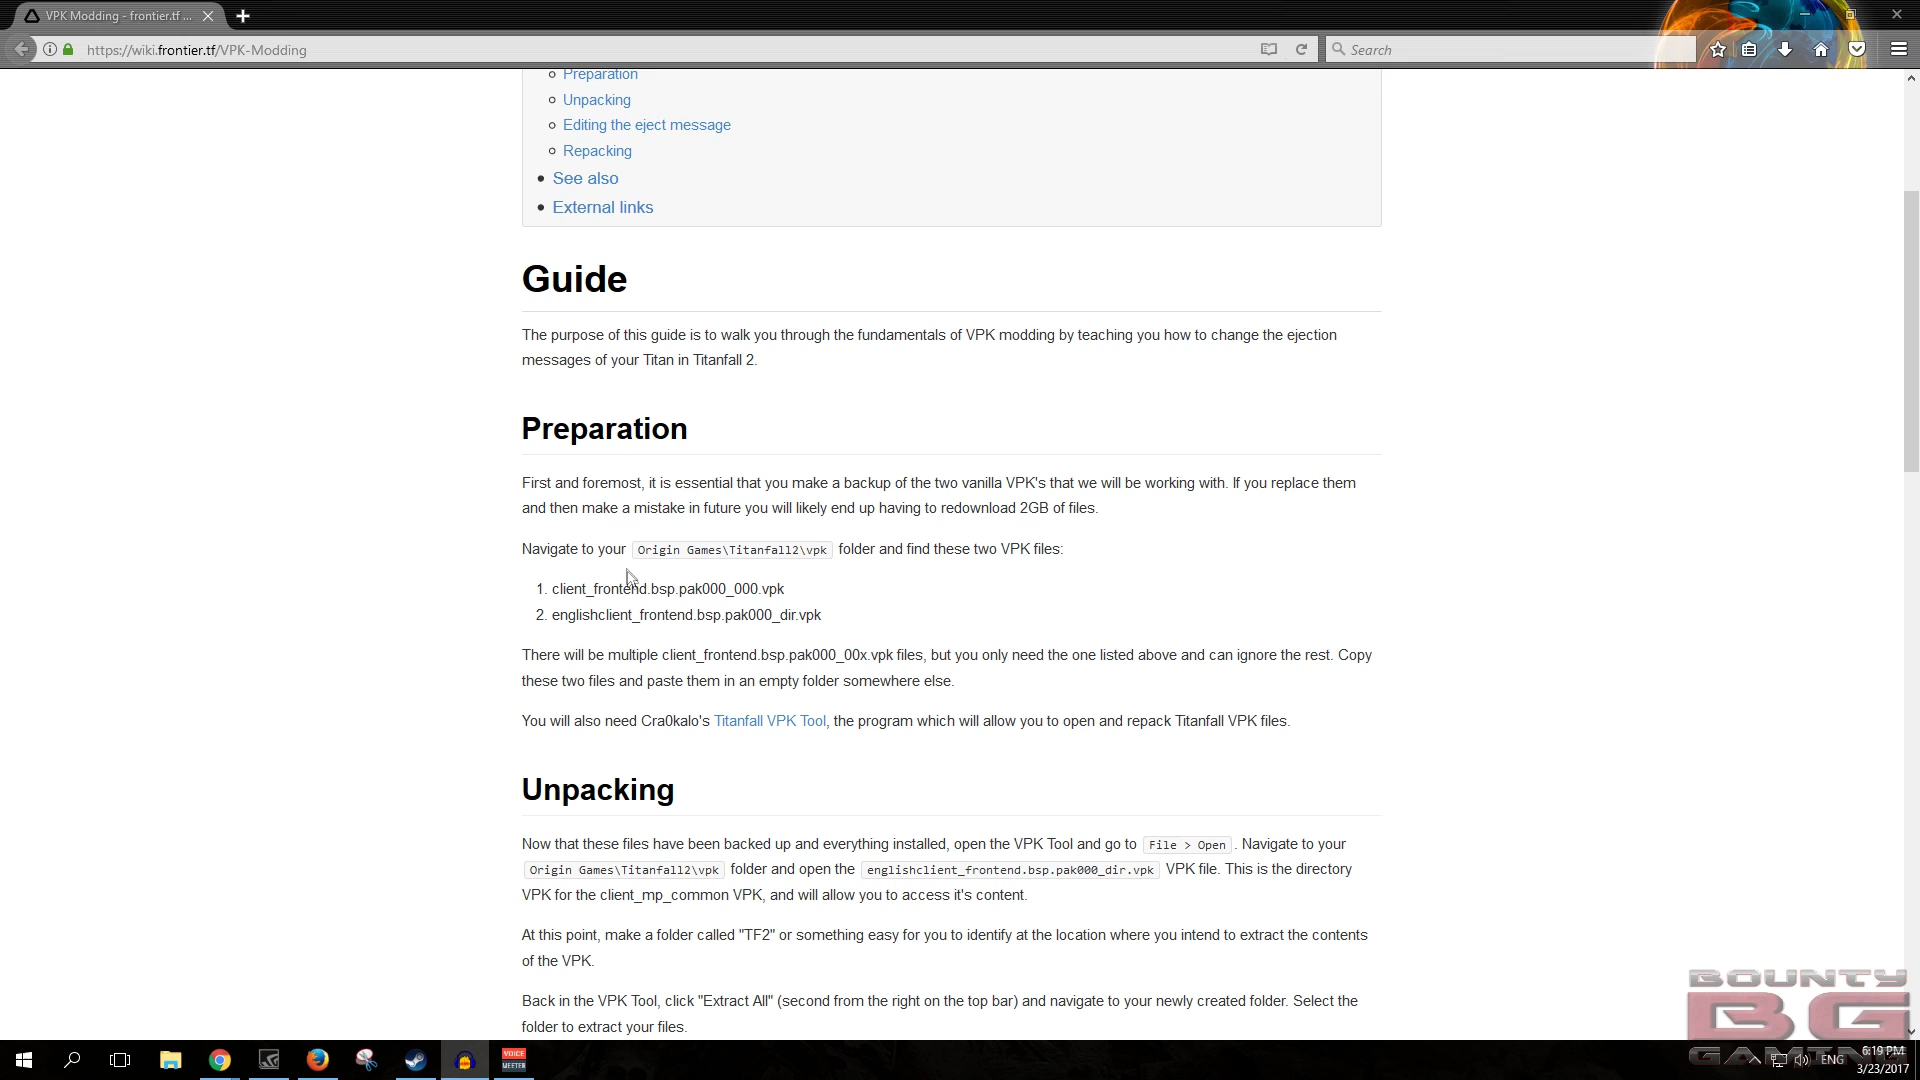 VPK Modding - frontier.tf ...
https://wiki.frontier.tf/VPK-Modding
Search
Preparation
Unpacking
Editing the eject message
Repacking
See also
External links
Guide
The purpose of this guide is to walk you through the fundamentals of VPK modding by teaching you how to change the ejection
messages of your Titan in Titanfall 2.
Preparation
First and foremost, it is essential that you make a backup of the two vanilla VPK's that we will be working with. If you replace them
and then make a mistake in future you will likely end up having to redownload 2GB of files.
Navigate to your Origin Games\Titanfall2\vpk folder and find these two VPK files:
1. client_frontend.bsp.pak000_000.vpk
2. englishclient_frontend.bsp.pak000_dir.vpk
There will be multiple client_frontend.bsp.pak000_00x.vpk files, but you only need the one listed above and can ignore the rest. Copy
these two files and paste them in an empty folder somewhere else.
You will also need Cra0kalo's Titanfall VPK Tool, the program which will allow you to open and repack Titanfall VPK files.
Unpacking
Now that these files have been backed up and everything installed, open the VPK Tool and go to File > Open . Navigate to your
Origin Games\Titanfall2\vpk folder and open the englishclient_frontend.bsp.pak000_dir.vpk VPK file. This is the directory
VPK for the client_mp_common VPK, and will allow you to access it's content.
At this point, make a folder called "TF2" or something easy for you to identify at the location where you intend to extract the contents
of the VPK.
Back in the VPK Tool, click "Extract All" (second from the right on the top bar) and navigate to your newly created folder. Select the
folder to extract your files.
BOUNTY
BG
GAMING
VOICE
MEETER
ENG
6:19 PM
3/23/2017